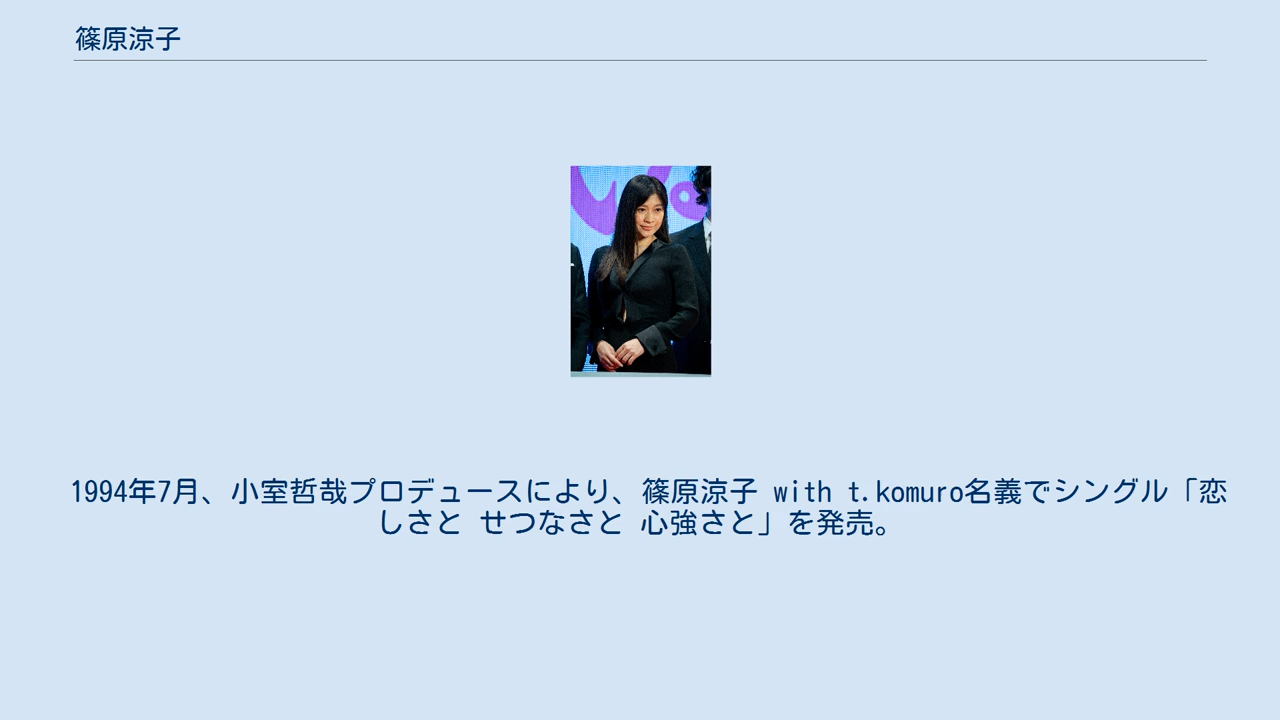 篠原涼子
1994年7月、小室哲哉プロデュースにより、篠原涼子 with t.komuro名義でシングル「恋
しさと せつなさと 心強さと」を発売。